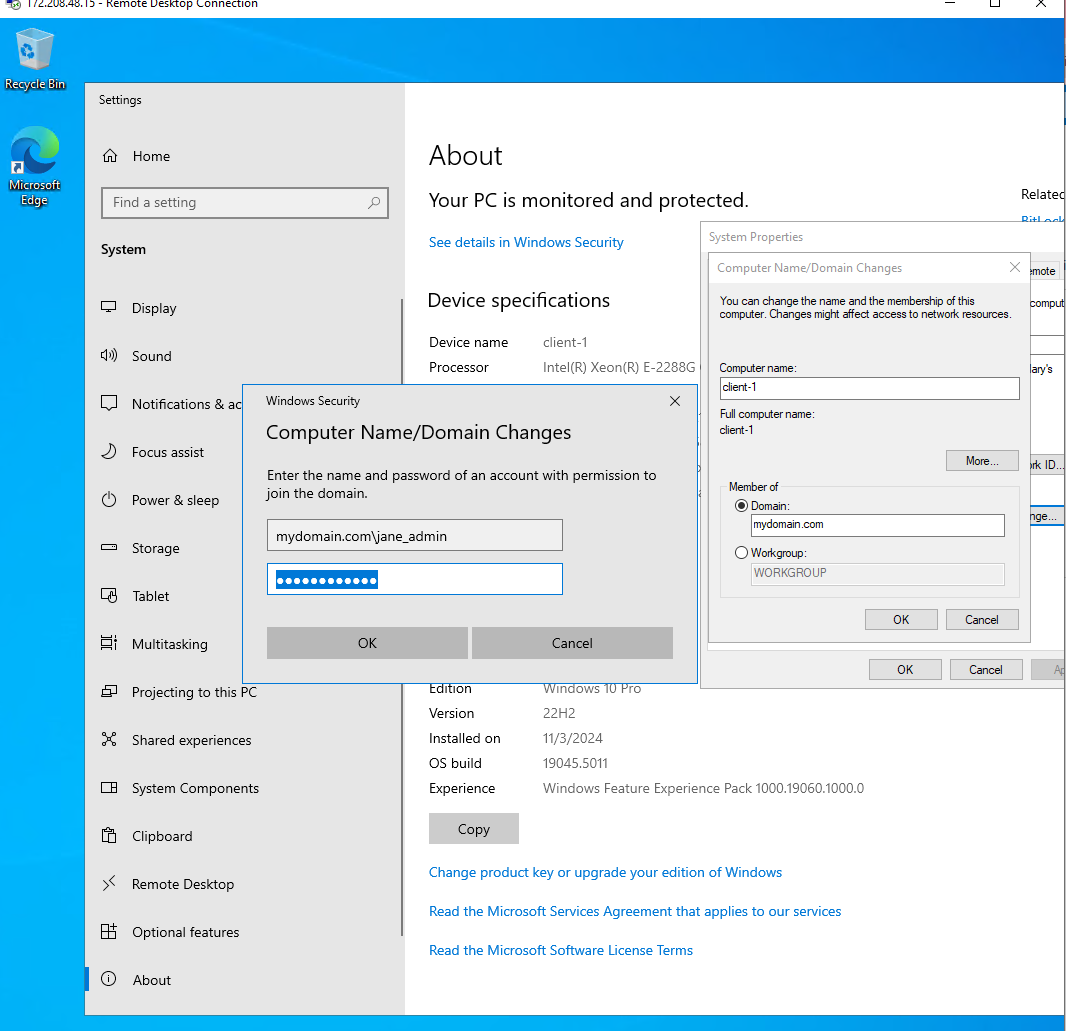 172.208.48.15 - Remote Desktop Connection
Recycle Bin
Microsoft
Edge
Settings
Home
Find a setting
System
Display
Sound
Notifications & ac
Focus assist
Power & sleep
Storage
Tablet
Multitasking
Projecting to this PC
Shared experiences
System Components
Clipboard
Remote Desktop
Optional features
About
About
Your PC is monitored and protected.
See details in Windows Security
Device specifications
Device name client-1
Processor Intel(R) Xeon(R) E-2288G
Windows Security
Computer Name/Domain Changes
Enter the name and password of an account with permission to
join the domain.
mydomain.com\jane_admin
●●●●●●●●●●●●
OK Cancel
Edition Windows 10 Pro
Version 22H2
Installed on 11/3/2024
OS build 19045.5011
Experience Windows Feature Experience Pack 1000.19060.1000.0
Copy
Change product key or upgrade your edition of Windows
Read the Microsoft Services Agreement that applies to our services
Read the Microsoft Software License Terms
Related
BitLock
System Properties
Computer Name/Domain Changes
You can change the name and the membership of this
computer. Changes might affect access to network resources.
Computer name:
client-1
Full computer name:
client-1
More...
Member of
Domain:
mydomain.com
Workgroup:
WORKGROUP
OK Cancel
emote
comput
lary's
rk ID...
nge...
OK Cancel Ap